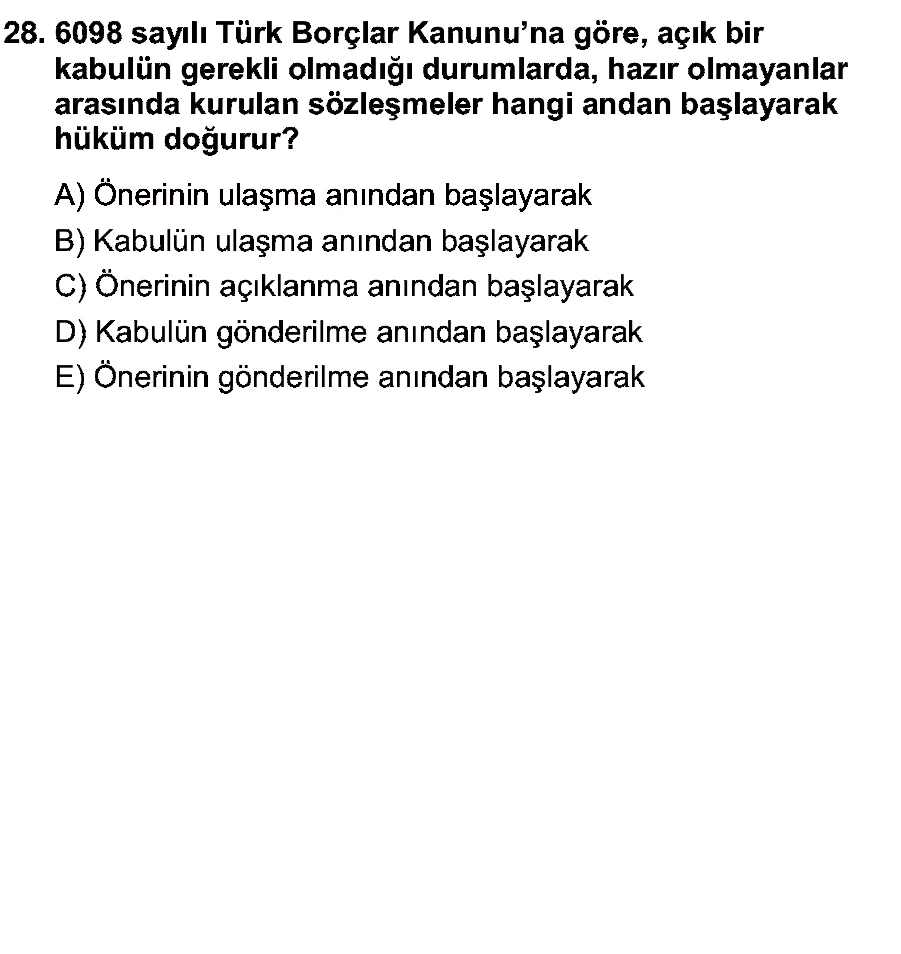 28. 6098 sayılı Türk Borçlar Kanunu’na göre, açık bir
kabulün gerekli olmadığı durumlarda, hazır olmayanlar
arasında kurulan sözleşmeler hangi andan başlayarak
hüküm doğurur?
A) Önerinin ulaşma anından başlayarak
B) Kabulün ulaşma anından başlayarak
C) Önerinin açıklanma anından başlayarak
D) Kabulün gönderilme anından başlayarak
E) Önerinin gönderilme anından başlayarak